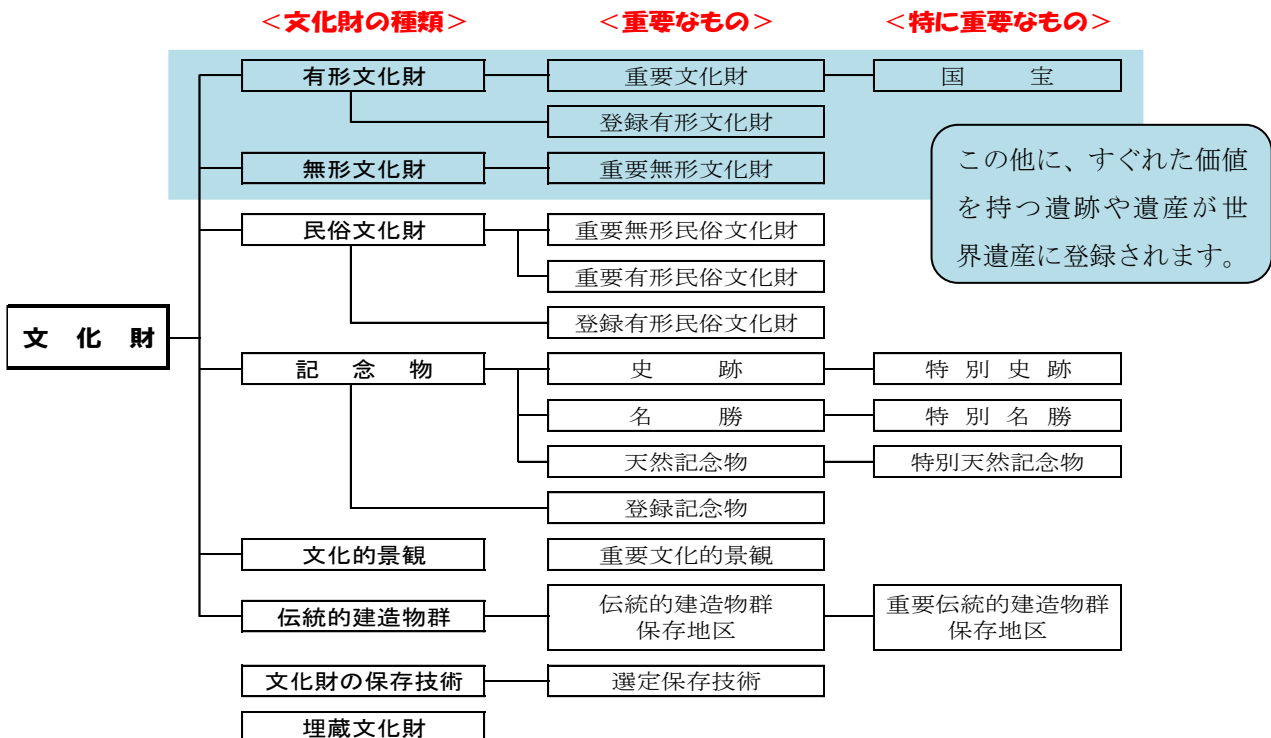 ＜文化財の種類＞ ＜重要なもの＞ ＜特に重要なもの＞
有形文化財 重要文化財 国宝
登録有形文化財
無形文化財 重要無形文化財
この他に、すぐれた価値
を持つ遺跡や遺産が世
界遺産に登録されます。
民俗文化財 重要無形民俗文化財
重要有形民俗文化財
登録有形民俗文化財
文化財
記念物 史跡 特別史跡
名勝 特別名勝
天然記念物 特別天然記念物
登録記念物
文化的景観 重要文化的景観
伝統的建造物群 伝統的建造物群 重要伝統的建造物群
保存地区 保存地区
文化財の保存技術 選定保存技術
埋蔵文化財